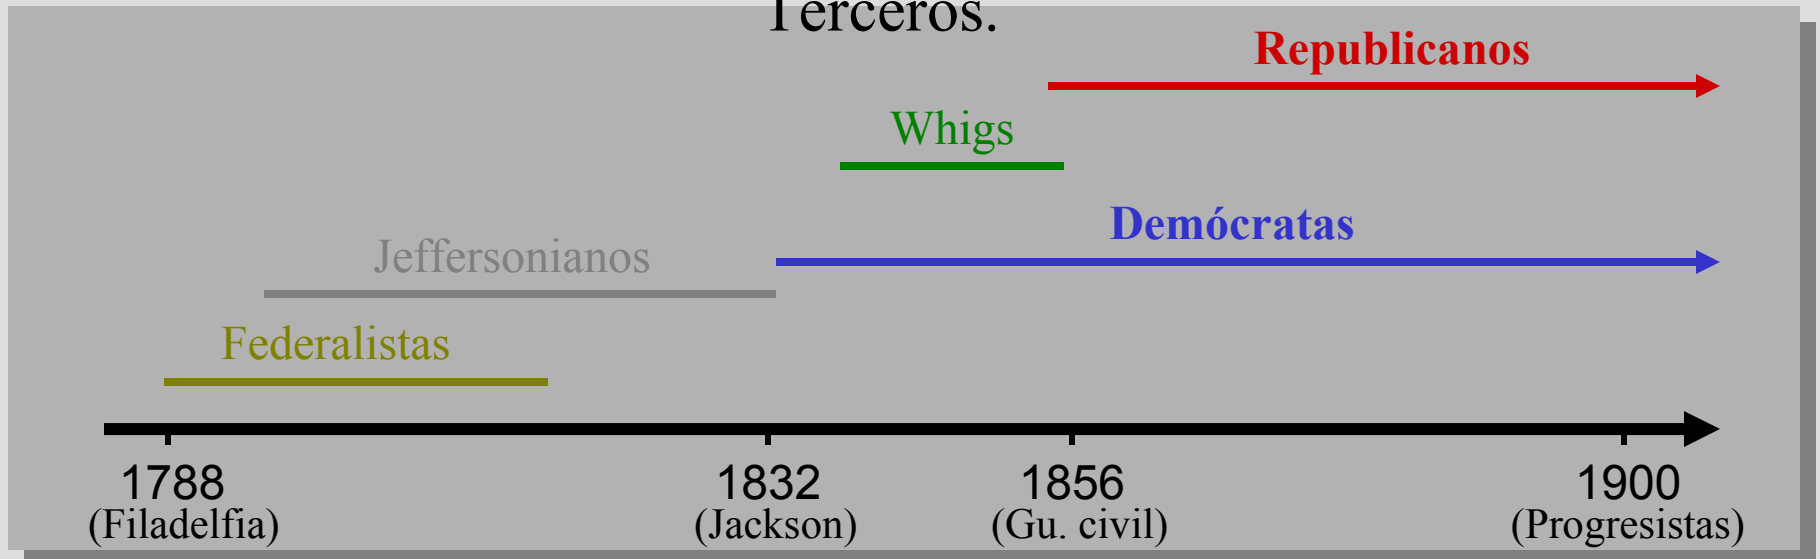 Terceros.
Republicanos
Whigs
Demócratas
Jeffersonianos
Federalistas
1788 1832 1856 1900
(Filadelfia) (Jackson) (Gu. civil) (Progresistas)